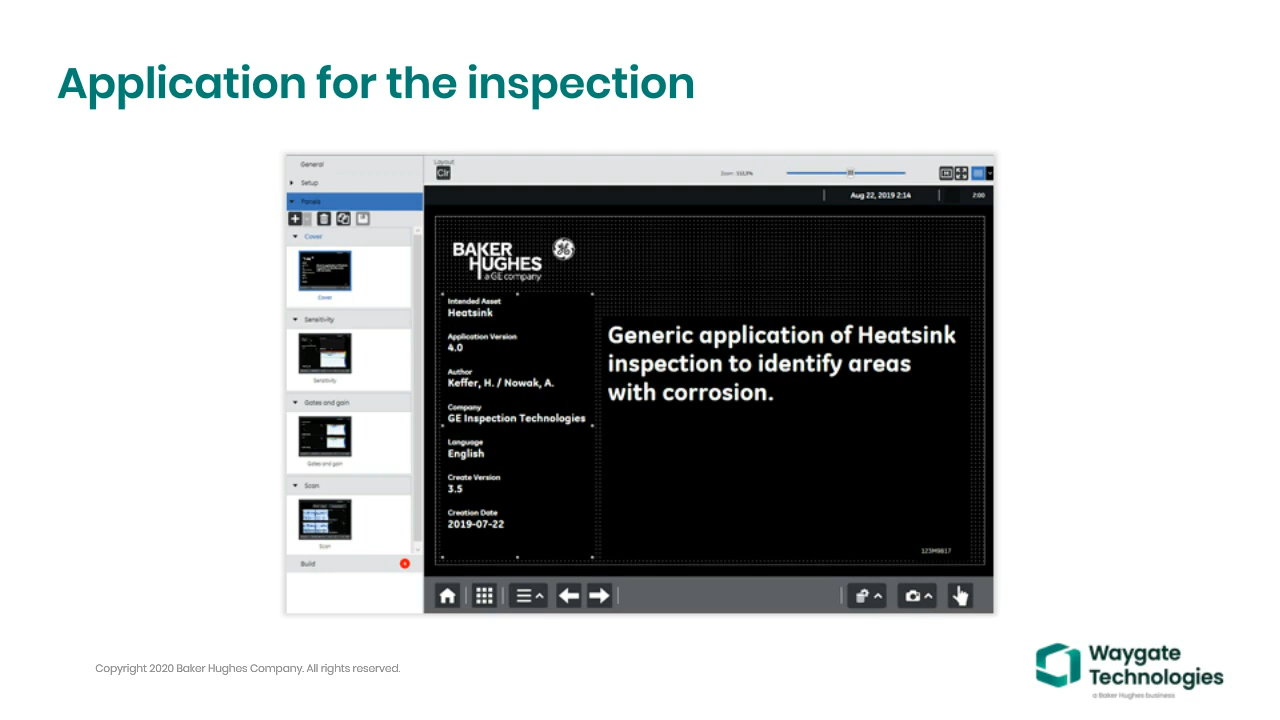 Application for the inspection
General
Setup
Panels
Cover
Cover
Sensitivity
Sensitivity
Gates and gain
Gates and gain
Scan
Scan
Build
Layout
Clr
Aug 22, 2019 2:14
2:00
BAKER
HUGHES
a GE company
Intended Asset
Heatsink
Application Version
4.0
Author
Keffer, H. / Nowak, A.
Company
GE Inspection Technologies
Language
English
Create Version
3.5
Creation Date
2019-07-22
Generic application of Heatsink
inspection to identify areas
with corrosion.
123M9817
Copyright 2020 Baker Hughes Company. All rights reserved.
Waygate
Technologies
a Baker Hughes business